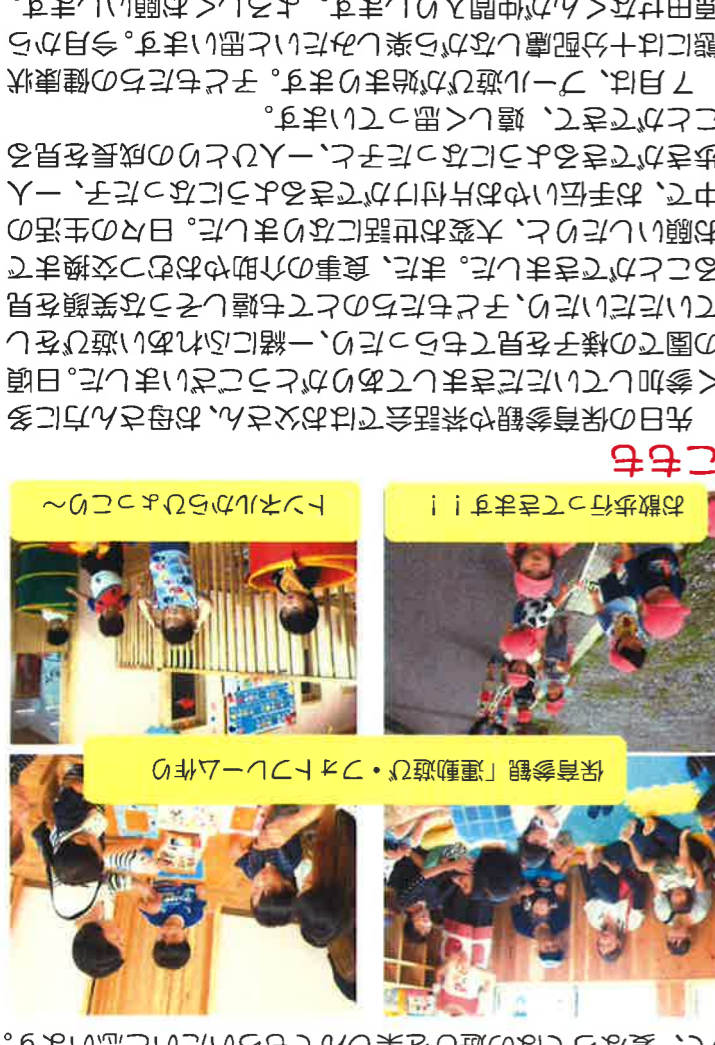 て、夏ならではの遊びを楽しんでもらいたいと思います。
保育参観「運動遊び・フォトフレーム作り
お散歩行ってきます！！
トンネルからひょっこり～
こもも
先日の保育参観や茶話会ではお父さん、お母さん方に多
く参加していただきましてありがとうございました。日頃
の園での様子を見てもらったり、一緒にふれあい遊びをし
ていただいたり、子どもたちのとても嬉しそうな笑顔を見
ることができました。また、食事の介助やおむつ交換まで
お願いしたりと、大変お世話になりました。日々の生活の
中で、お手伝いやお片付けができるようになった子、一人
歩きができるようになった子と、一人ひとりの成長を見る
ことができて、嬉しく思っています。
７月は、プール遊びが始まります。子どもたちの健康状
態には十分配慮しながら楽しみたいと思います。今月から
原田せなくんが仲間入りします。よろしくお願いします。